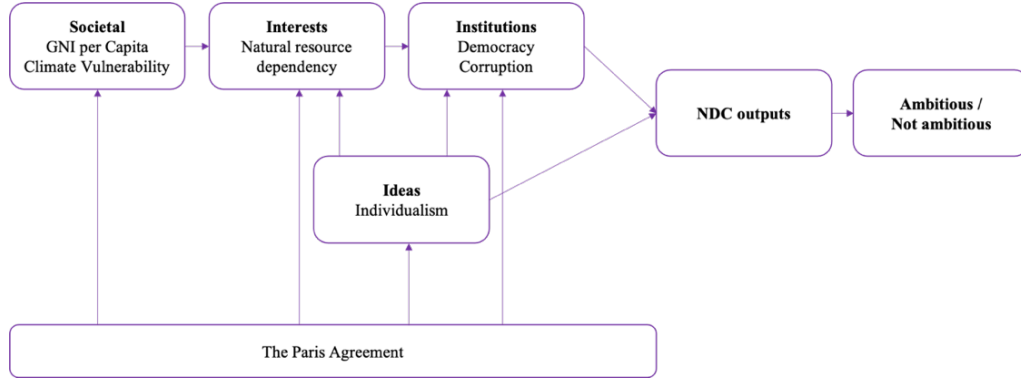 Societal
GNI per Capita
Climate Vulnerability
Interests
Natural resource
dependency
Institutions
Democracy
Corruption
NDC outputs
Ambitious /
Not ambitious
Ideas
Individualism
The Paris Agreement